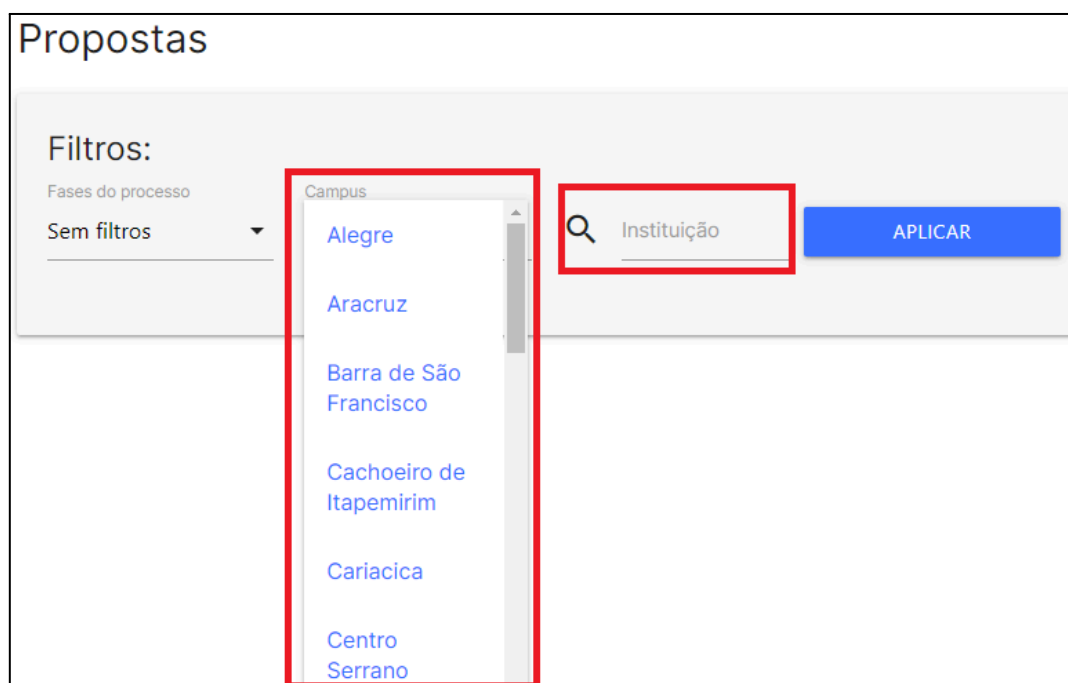 Propostas
Filtros:
Fases do processo
Sem filtros
Campus
Alegre
Aracruz
Barra de São
Francisco
Cachoeiro de
Itapemirim
Cariacica
Centro
Serrano
Instituição
APLICAR